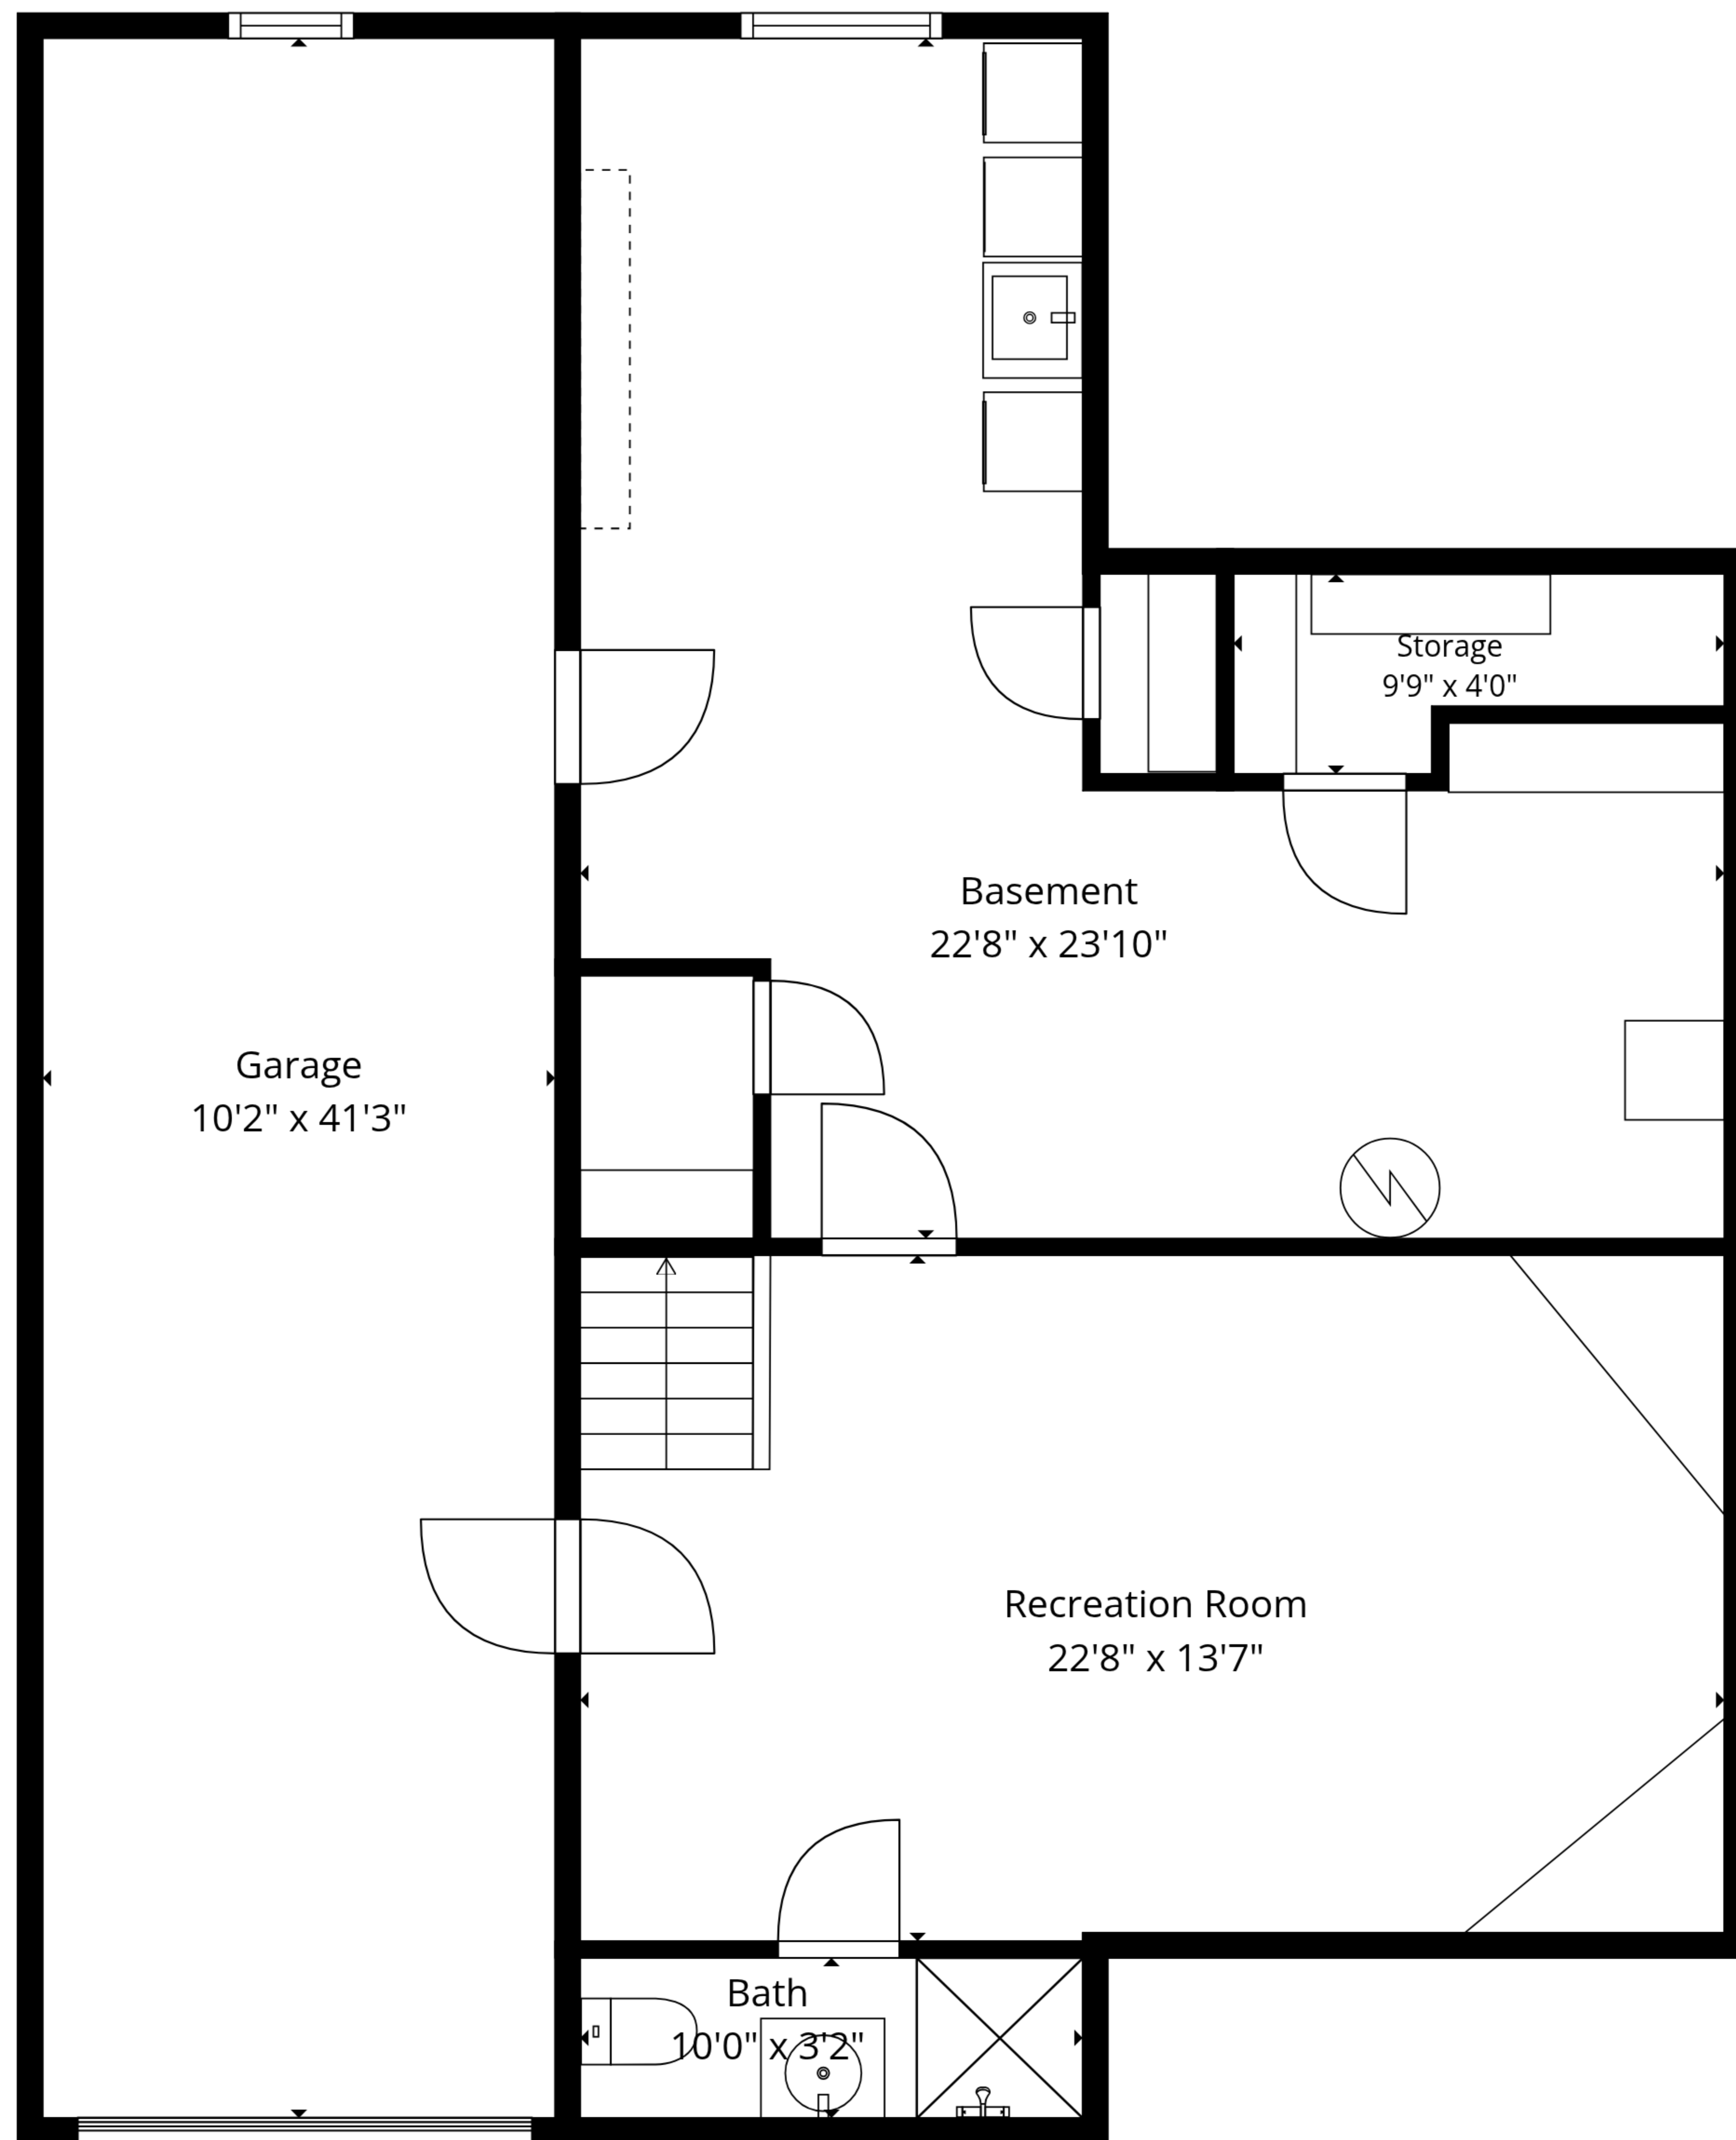 Storage
9'9" x 4'0"
Basement
22'8" x 23'10"
Garage
10'2" x 41'3"
Recreation Room
22'8" x 13'7"
Bath
10'0" x 3'2"